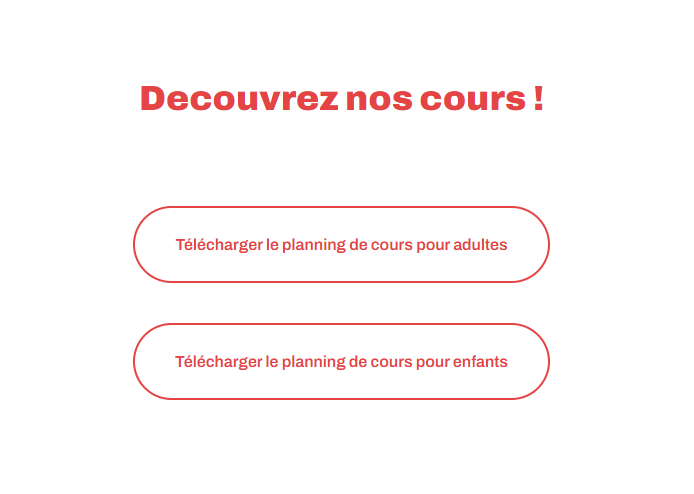 Decouvrez nos cours !
Télécharger le planning de cours pour adultes
Télécharger le planning de cours pour enfants